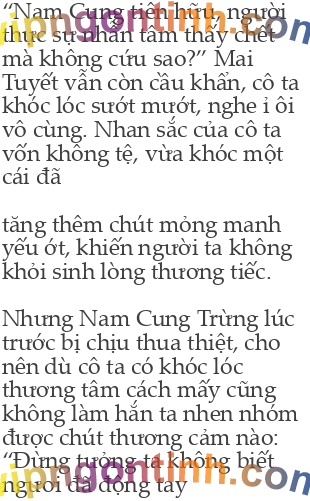 “Nam Cung tiền hữu, người
thực sự nhẫn tâm thấy chết
mà không cứu sao?” Mai
Tuyết vẫn còn cầu khẩn, cô ta
khóc lóc sướt mướt, nghe i ôi
vô cùng. Nhan sắc của cô ta
vốn không tệ, vừa khóc một
cái đã
tăng thêm chút mỏng manh
yếu ớt, khiến người ta không
khỏi sinh lòng thương tiếc.
Nhưng Nam Cung Trừng lúc
trước bị chịu thua thiệt, cho
nên dù cô ta có khóc lóc
thương tâm cách mấy cũng
không làm hắn ta nhen nhóm
được chút thương cảm nào:
“Đừng tưởng ta không biết
người đã động tay
vipngontinh.com
vipngontinh.com